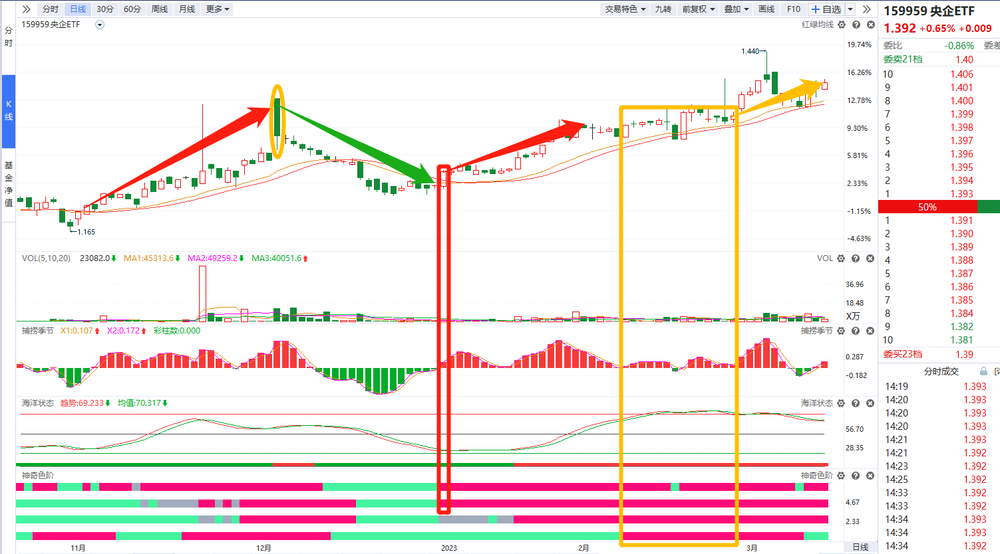 分时 日线 30分 60分 周线 月线 更多 交易特色 九转 前复权 叠加 画线 F10 自选
159959 央企ETF
1.392 +0.65% +0.009
159959 央企ETF
红绿均线
分时
K线
基金净值
19.74%
16.26%
12.78%
9.30%
5.81%
2.33%
-1.15%
-4.63%
1.440
1.165
VOL(5,10,20) 23082.0 MA1:45313.6 MA2:49259.2 MA3:40051.6
VOL
36.96
18.48
X万
捕捞季节 X1:0.107 X2:0.172 彩柱数:0.000
捕捞季节
0.287
-0.182
海洋状态 趋势:69.233 均值:70.317
海洋状态
56.70
28.35
神奇色阶
神奇色阶
4.67
2.33
11月 12月 2023 2月 3月 日线
委比 -0.86% 委差
委卖21档 1.40
10 1.406
9 1.401
8 1.400
7 1.399
6 1.398
5 1.397
4 1.396
3 1.395
2 1.394
1 1.393
50%
1 1.391
2 1.390
3 1.389
4 1.388
5 1.387
6 1.386
7 1.385
8 1.384
9 1.382
10 1.381
委买23档 1.39
分时成交
14:19 1.393
14:20 1.393
14:20 1.393
14:20 1.393
14:21 1.393
14:21 1.392
14:23 1.392
14:25 1.392
14:33 1.392
14:33 1.392
14:34 1.393
14:34 1.393
14:34 1.392